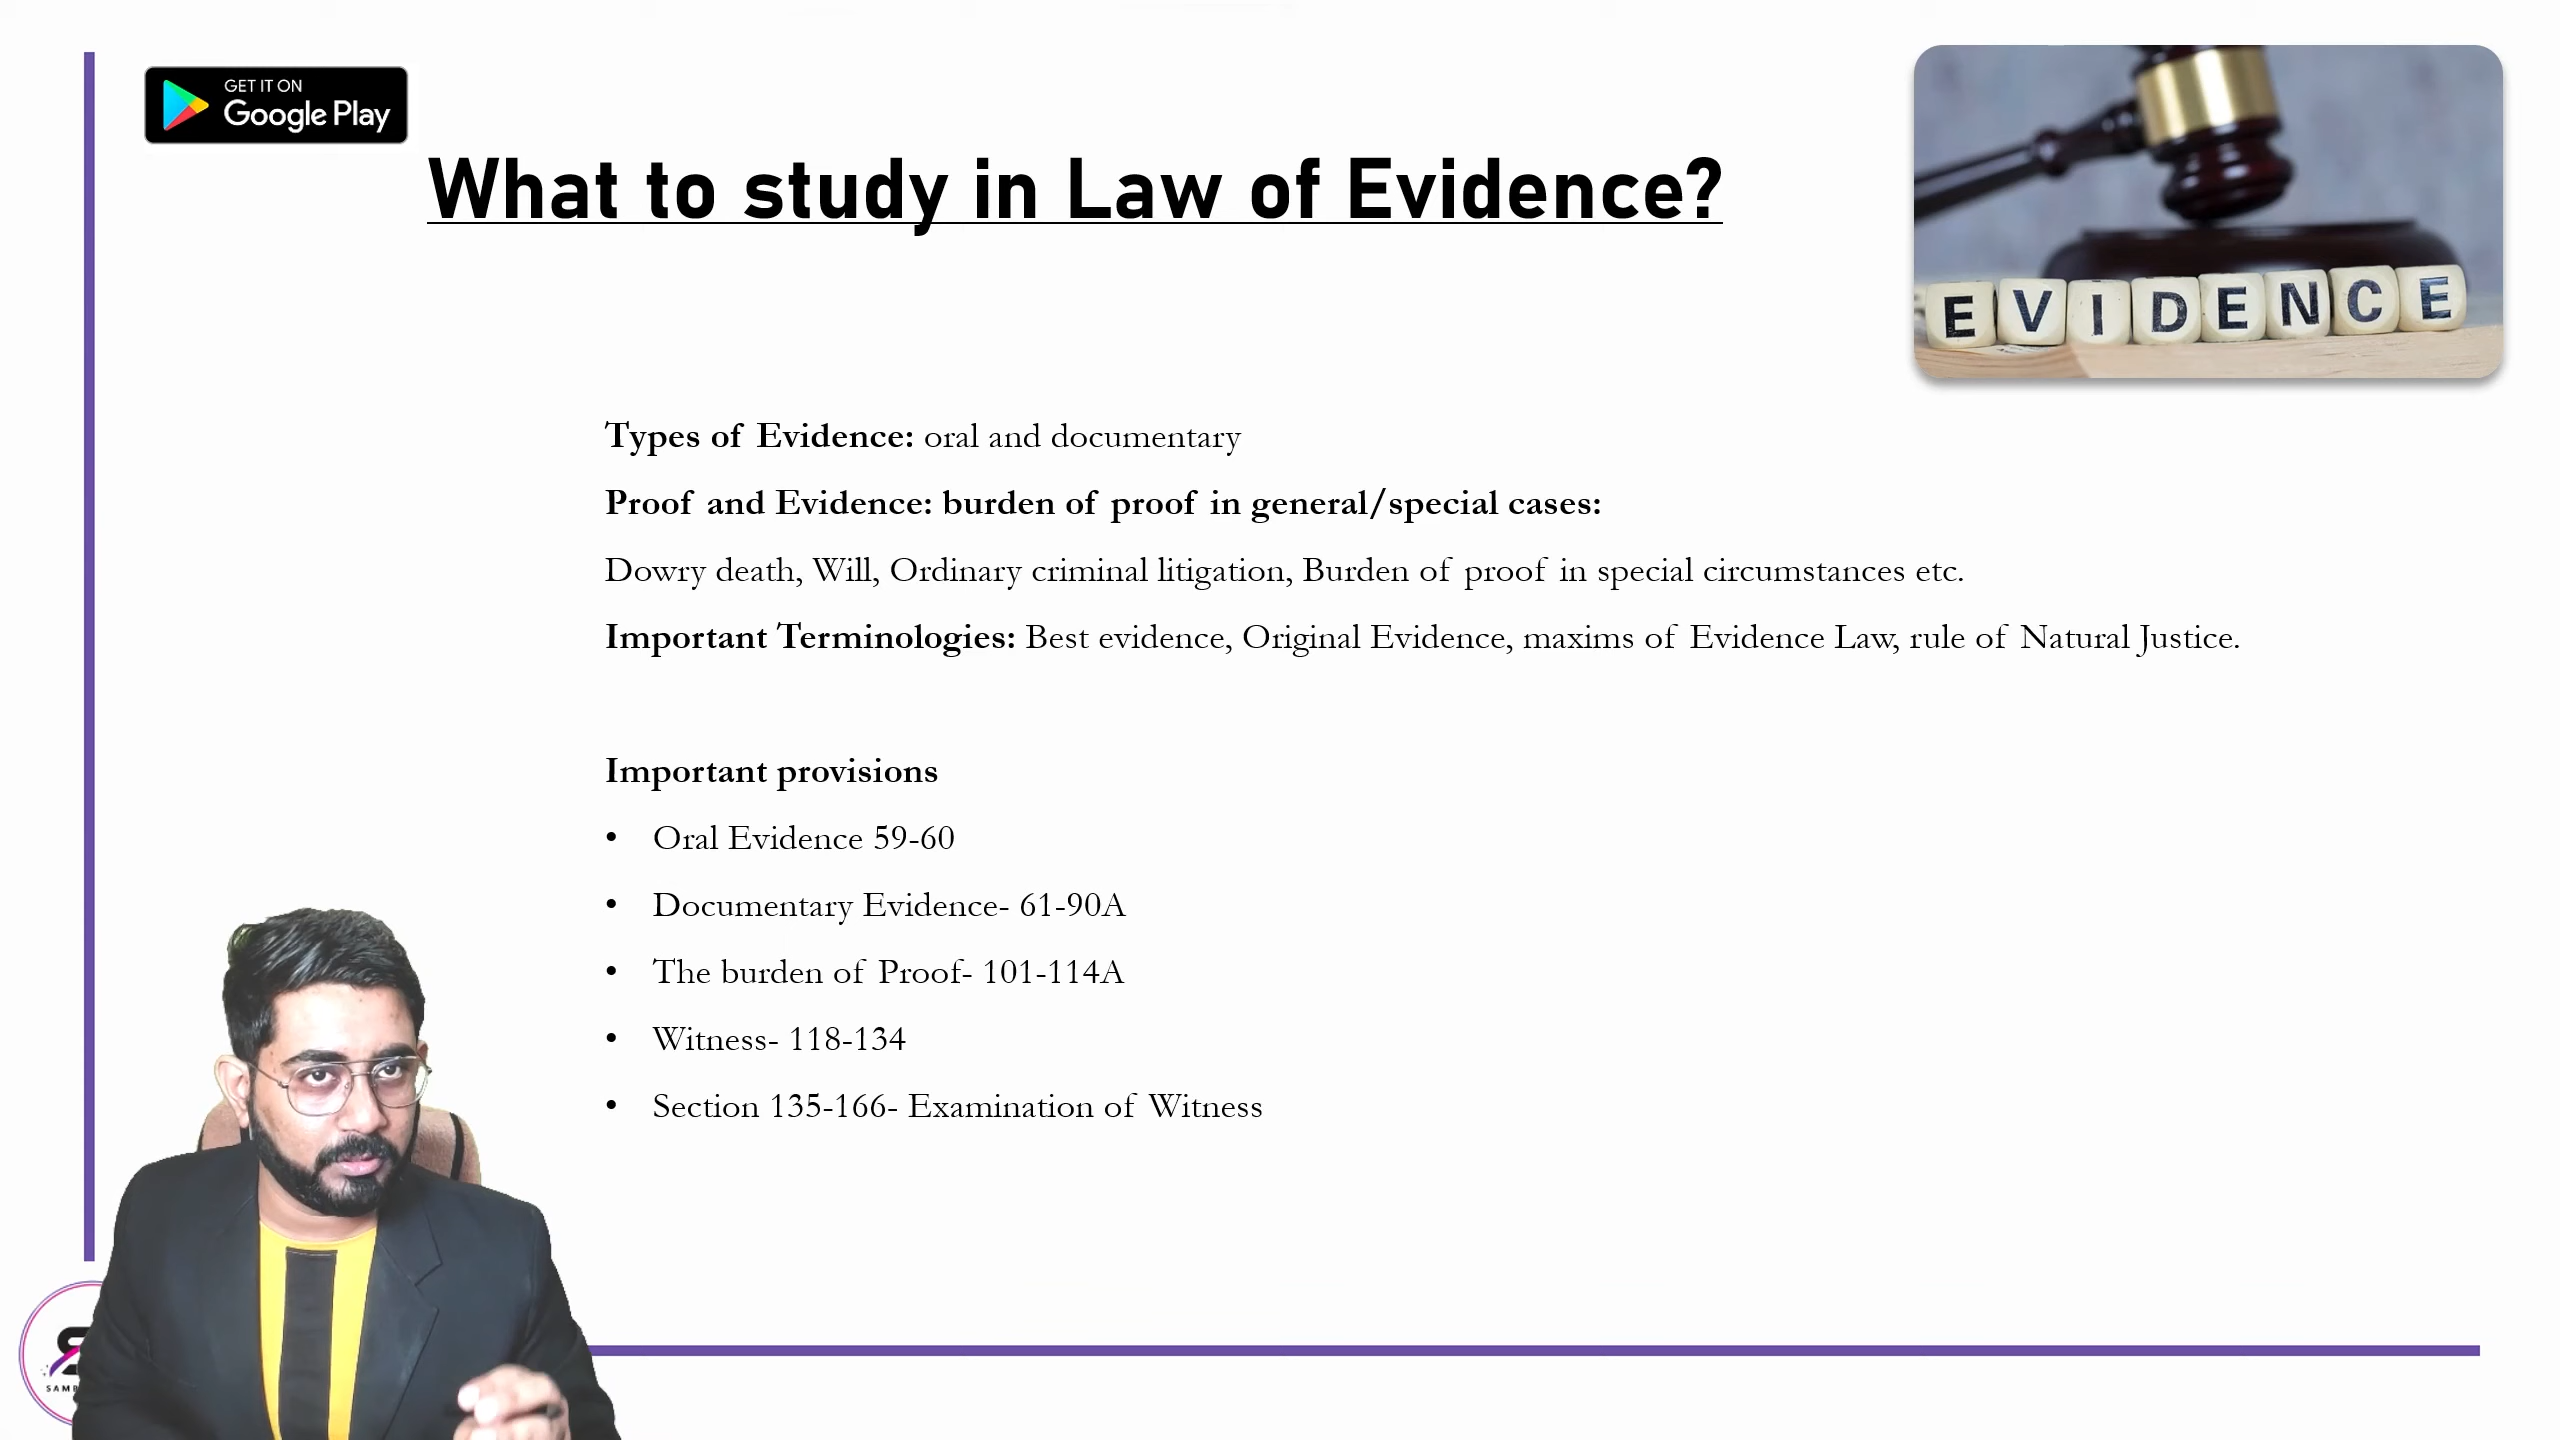 GET IT ON
Google Play
What to study in Law of Evidence?
EVIDENCE
Types of Evidence: oral and documentary
Proof and Evidence: burden of proof in general/special cases:
Dowry death, Will, Ordinary criminal litigation, Burden of proof in special circumstances etc.
Important Terminologies: Best evidence, Original Evidence, maxims of Evidence Law, rule of Natural Justice.
Important provisions
• Oral Evidence 59-60
• Documentary Evidence- 61-90A
• The burden of Proof- 101-114A
• Witness- 118-134
• Section 135-166- Examination of Witness